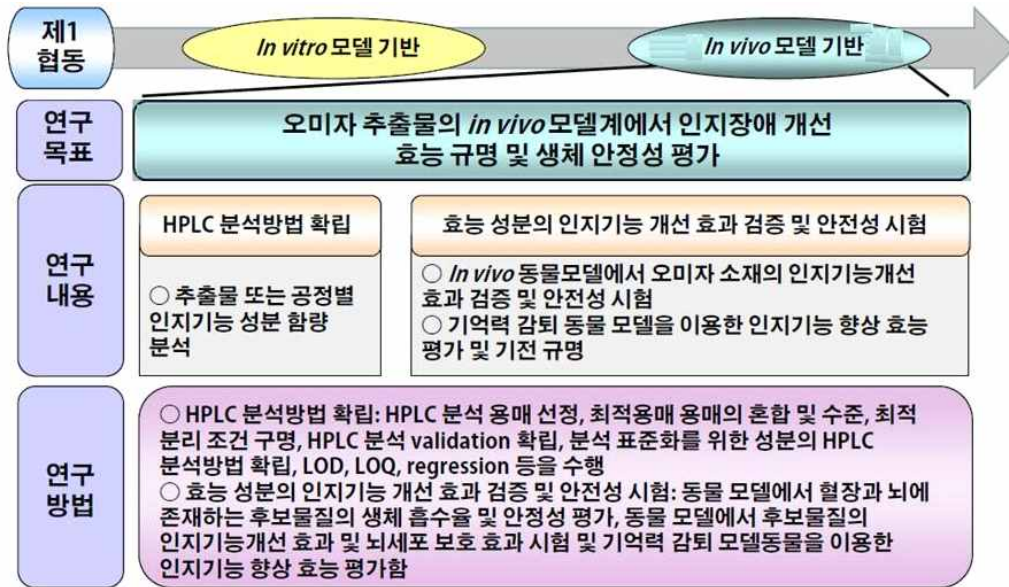 제1
협동
In vitro 모델 기반
In vivo 모델 기반
연구
목표
오미자 추출물의 in vivo 모델계에서 인지장애 개선
효능 규명 및 생체 안정성 평가
연구
내용
HPLC 분석방법 확립
○ 추출물 또는 공정별
인지기능 성분 함량
분석
효능 성분의 인지기능 개선 효과 검증 및 안전성 시험
○ In vivo 동물모델에서 오미자 소재의 인지기능개선
효과 검증 및 안전성 시험
○ 기억력 감퇴 동물 모델을 이용한 인지기능 향상 효능
평가 및 기전 규명
연구
방법
○ HPLC 분석방법 확립: HPLC 분석 용매 선정, 최적용매 용매의 혼합 및 수준, 최적
분리 조건 구명, HPLC 분석 validation 확립, 분석 표준화를 위한 성분의 HPLC
분석방법 확립, LOD, LOQ, regression 등을 수행
○ 효능 성분의 인지기능 개선 효과 검증 및 안전성 시험: 동물 모델에서 혈장과 뇌에
존재하는 후보물질의 생체 흡수율 및 안정성 평가, 동물 모델에서 후보물질의
인지기능개선 효과 및 뇌세포 보호 효과 시험 및 기억력 감퇴 모델동물을 이용한
인지기능 향상 효능 평가함